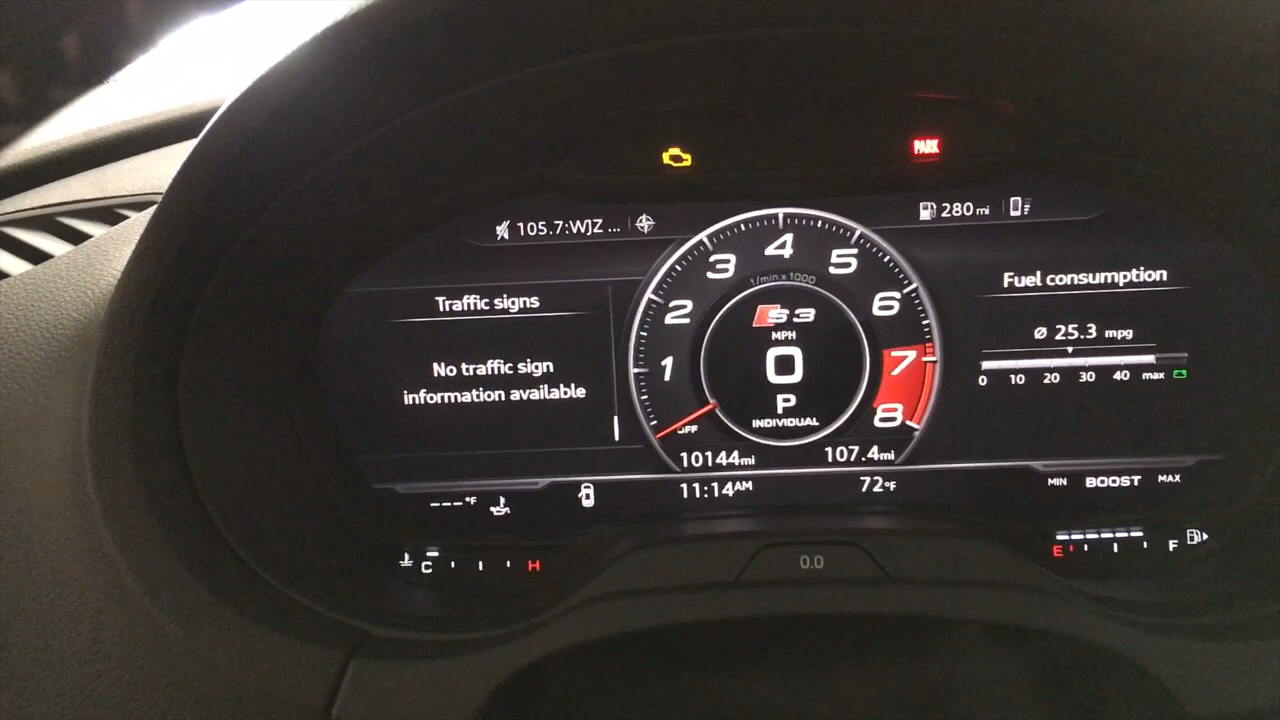 PARK
105.7:WJZ ...
280 mi
Traffic signs
No traffic sign
information available
1 2 3 4 5 6 7 8
1/min x 1000
S3
MPH
0
P
INDIVIDUAL
OFF
10144mi
107.4mi
Fuel consumption
Ø 25.3 mpg
0 10 20 30 40 max
---°F
11:14AM
72°F
MIN BOOST MAX
C H
E F
0.0